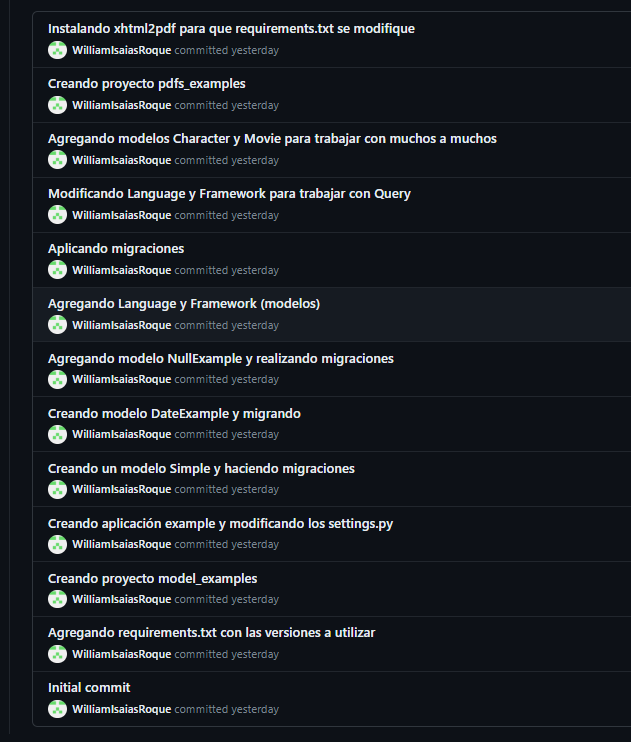 Instalando xhtml2pdf para que requirements.txt se modifique
WilliamIsaiasRoque committed yesterday
Creando proyecto pdfs_examples
WilliamIsaiasRoque committed yesterday
Agregando modelos Character y Movie para trabajar con muchos a muchos
WilliamIsaiasRoque committed yesterday
Modificando Language y Framework para trabajar con Query
WilliamIsaiasRoque committed yesterday
Aplicando migraciones
WilliamIsaiasRoque committed yesterday
Agregando Language y Framework (modelos)
WilliamIsaiasRoque committed yesterday
Agregando modelo NullExample y realizando migraciones
WilliamIsaiasRoque committed yesterday
Creando modelo DateExample y migrando
WilliamIsaiasRoque committed yesterday
Creando un modelo Simple y haciendo migraciones
WilliamIsaiasRoque committed yesterday
Creando aplicación example y modificando los settings.py
WilliamIsaiasRoque committed yesterday
Creando proyecto model_examples
WilliamIsaiasRoque committed yesterday
Agregando requirements.txt con las versiones a utilizar
WilliamIsaiasRoque committed yesterday
Initial commit
WilliamIsaiasRoque committed yesterday